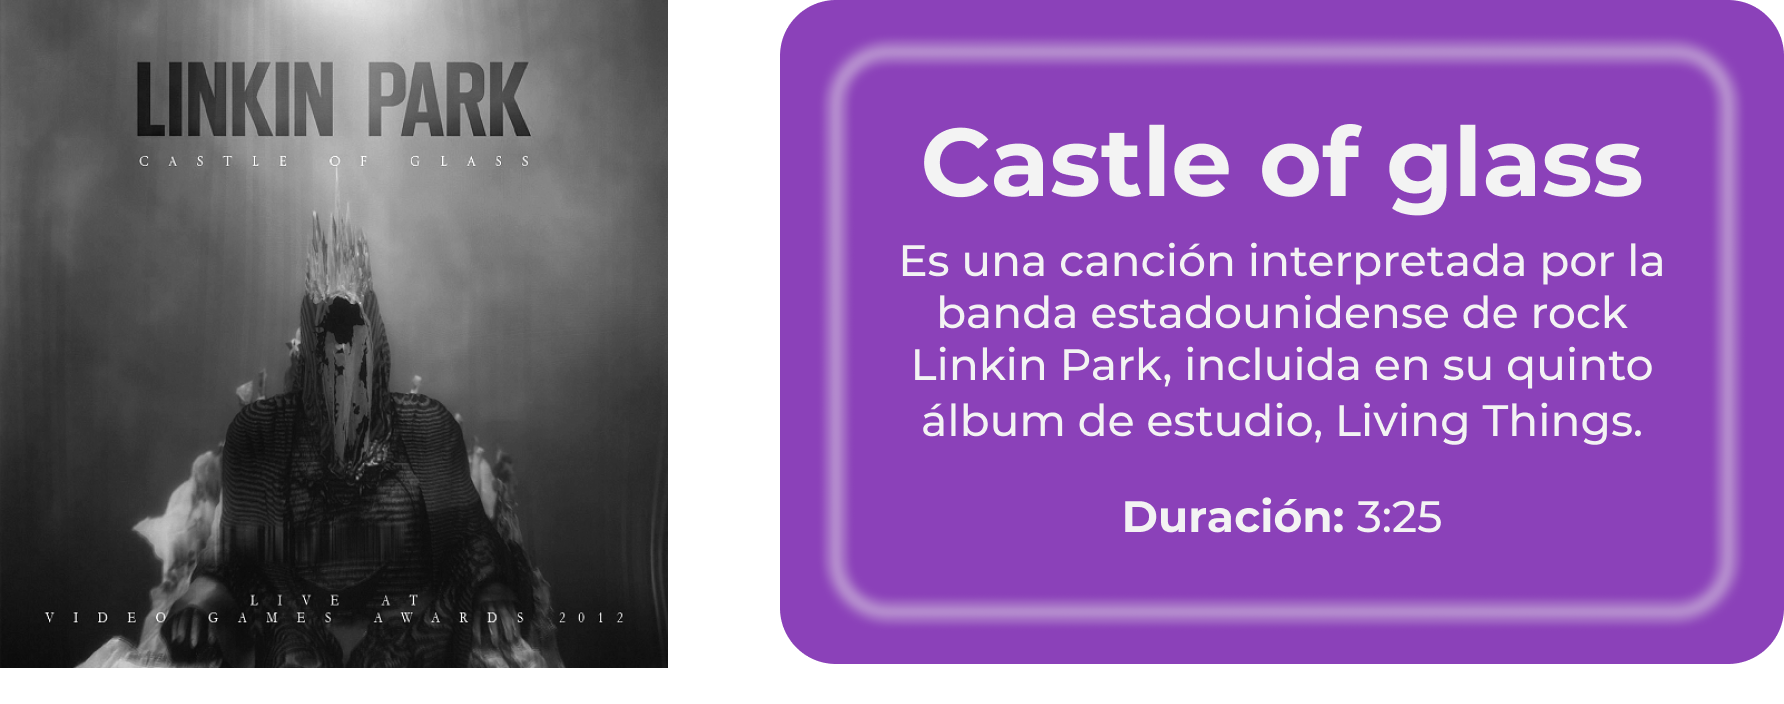 LINKIN PARK
CASTLE OF GLASS
LIVE AT
VIDEO GAMES AWARDS 2012
Castle of glass
Es una canción interpretada por la
banda estadounidense de rock
Linkin Park, incluida en su quinto
álbum de estudio, Living Things.
Duración: 3:25